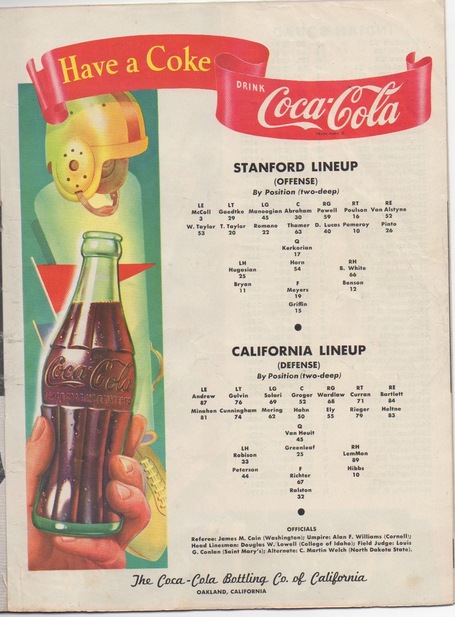 Have a Coke
DRINK
Coca-Cola
STANFORD LINEUP
(OFFENSE)
By Position (two-deep)
LE LT LG C RG RT RE
McColl Gaedtke Manoogian Abraham Powell Poulson Van Alstyne
3 29 45 30 59 16 52
W. Taylor T. Taylor Romano Thamer D. Lucas Pomeroy Pinto
53 20 22 63 40 10 26
Q
Kerkorian
17
LH Horn RH
Hugasian 54 B. White
25 66
Bryan F Benson
11 Meyers 12
19
Griffin
15
CALIFORNIA LINEUP
(DEFENSE)
By Position (two-deep)
LE LT LG C RG RT RE
Andrew Gulvin Solari Groger Wardlaw Curran Bartlett
87 76 69 52 68 71 84
Minahen Cunningham Mering Hahn Ely Rieger Heltne
81 74 62 50 55 79 83
Q
Van Heuit
45
LH Greenleaf RH
Robison 25 LemMon
33 89
Peterson F Hibbs
44 Richter 10
67
Ralston
32
Coca-Cola
OFFICIALS
Referee: James M. Cain (Washington); Umpire: Alan F. Williams (Cornell);
Head Linesman: Douglas W. Lowell (College of Idaho); Field Judge: Louis
G. Conlan (Saint Mary's); Alternate: C. Martin Welch (North Dakota State).
The Coca-Cola Bottling Co. of California
OAKLAND, CALIFORNIA